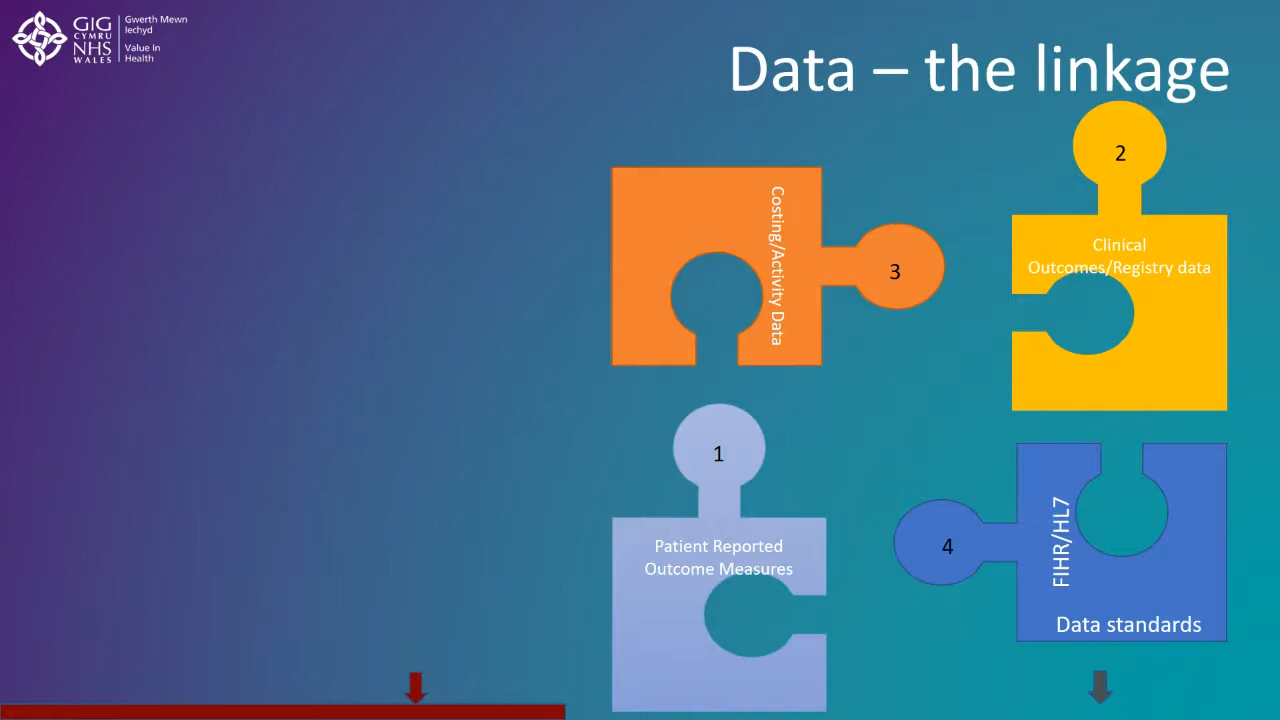 GIG
CYMRU
NHS
WALES
Gwerth Mewn
Iechyd
Value In
Health
Data – the linkage
2
Clinical
Outcomes/Registry data
Costing/Activity Data
3
1
Patient Reported
Outcome Measures
4
FIHR/HL7
Data standards